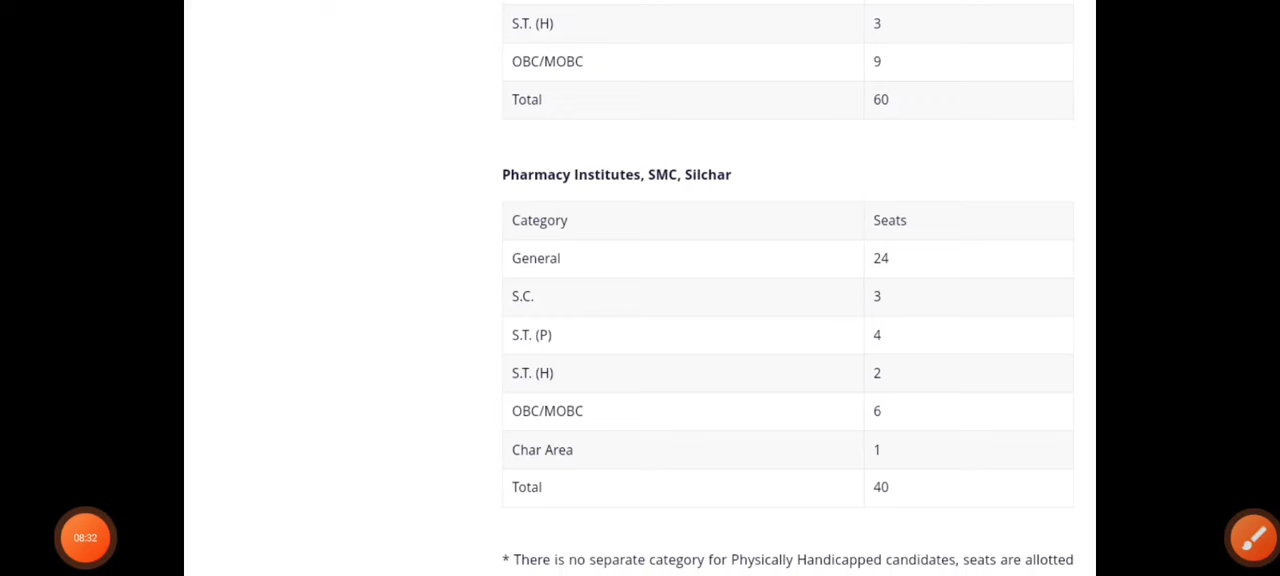 S.T. (H) 3
OBC/MOBC 9
Total 60
Pharmacy Institutes, SMC, Silchar
Category Seats
General 24
S.C. 3
S.T. (P) 4
S.T. (H) 2
OBC/MOBC 6
Char Area 1
Total 40
08:32
* There is no separate category for Physically Handicapped candidates, seats are allotted